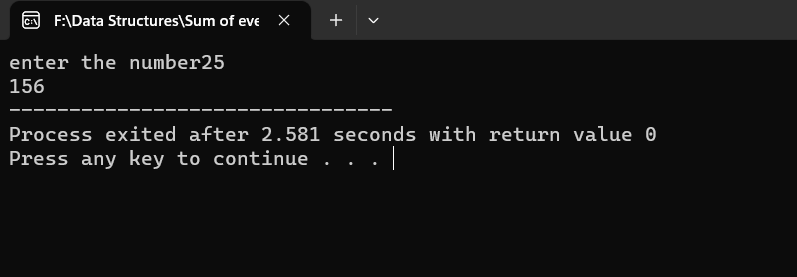 F:\Data Structures\Sum of eve
enter the number25
156
--------------------------------
Process exited after 2.581 seconds with return value 0
Press any key to continue . . .